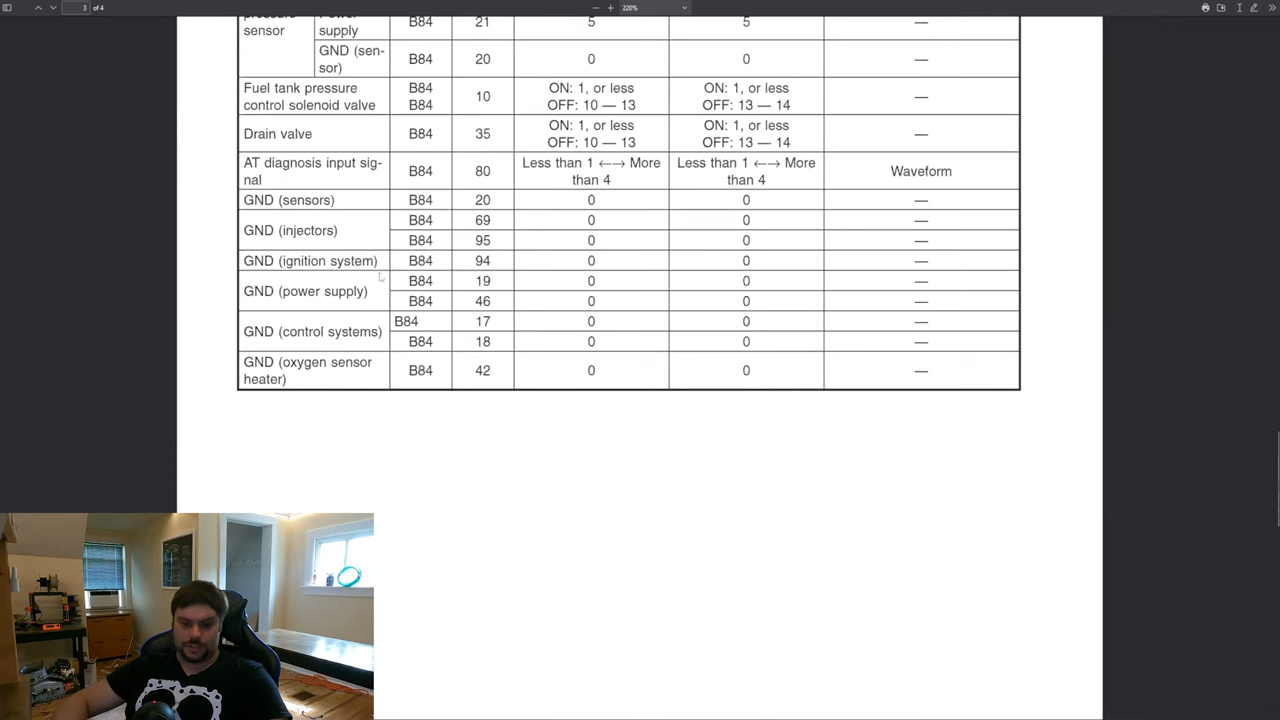 3 of 4 220%
pressure
sensor
Power
supply
B84 21 5 5 —
GND (sen-
sor)
B84 20 0 0 —
Fuel tank pressure
control solenoid valve
B84
B84
10
ON: 1, or less
OFF: 10 — 13
ON: 1, or less
OFF: 13 — 14
—
Drain valve B84 35
ON: 1, or less
OFF: 10 — 13
ON: 1, or less
OFF: 13 — 14
—
AT diagnosis input sig-
nal
B84 80
Less than 1 ←→ More
than 4
Less than 1 ←→ More
than 4
Waveform
GND (sensors) B84 20 0 0 —
GND (injectors)
B84 69 0 0 —
B84 95 0 0 —
GND (ignition system) B84 94 0 0 —
GND (power supply)
B84 19 0 0 —
B84 46 0 0 —
GND (control systems)
B84 17 0 0 —
B84 18 0 0 —
GND (oxygen sensor
heater)
B84 42 0 0 —